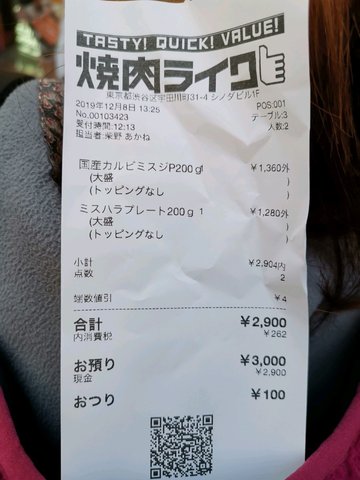 TASTY! QUICK! VALUE!
焼肉ライク
東京都渋谷区宇田川町31-4 シノダビル1F
2019年12月8日 13:25 POS:001
No.00103423 テーブル:3
受付時間:12:13 人数:2
担当者:栄野 あかね
国産カルビミスジP200g 1 ¥1,360外
(大盛 )
(トッピングなし )
ミスハラプレート200g 1 ¥1,280外
(大盛 )
(トッピングなし )
小計 ¥2,904内
点数 2
端数値引 ¥4
合計 ¥2,900
内消費税 ¥262
お預り ¥3,000
現金 ¥2,900
おつり ¥100